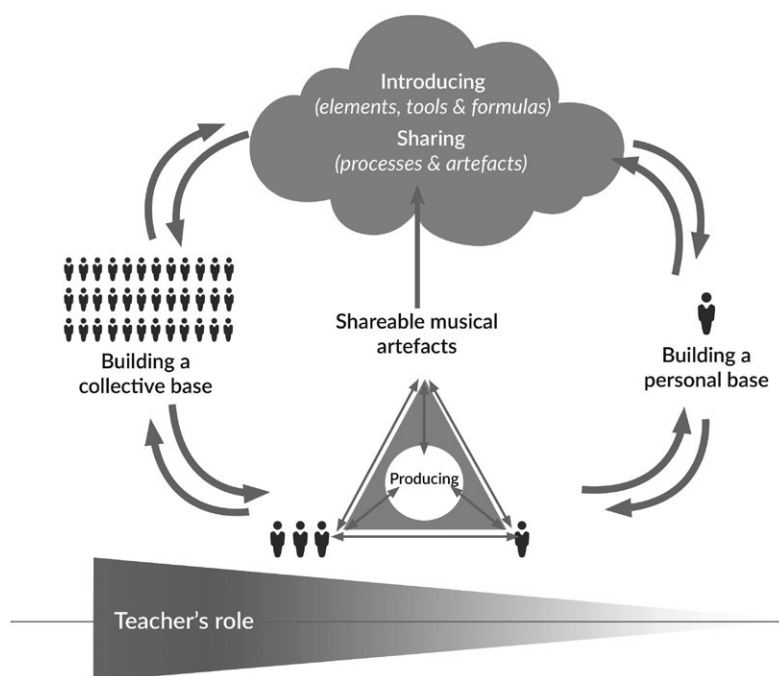 Introducing
(elements, tools & formulas)
Sharing
(processes & artefacts)
Shareable musical
artefacts
Building a
collective base
Building a
personal base
Producing
Teacher's role